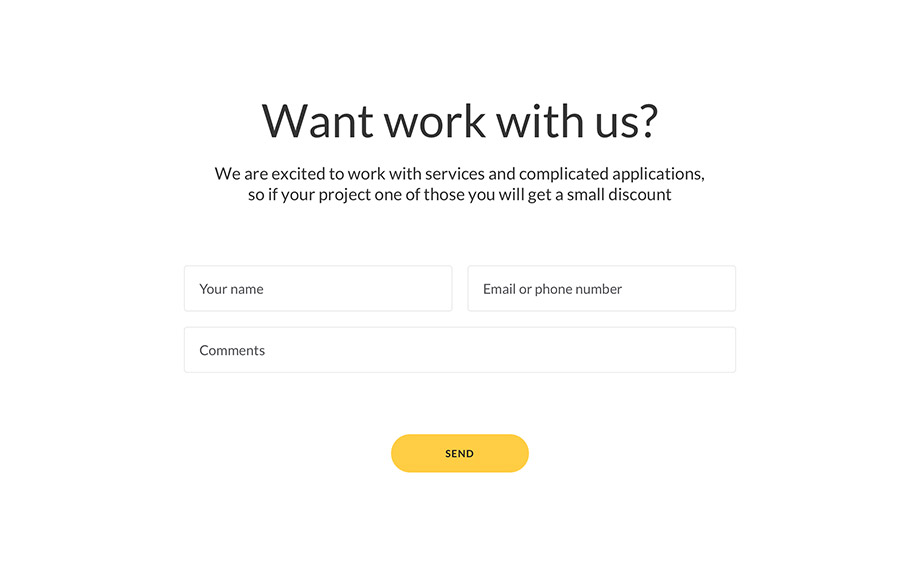 Want work with us?
We are excited to work with services and complicated applications,
so if your project one of those you will get a small discount
Your name
Email or phone number
Comments
SEND